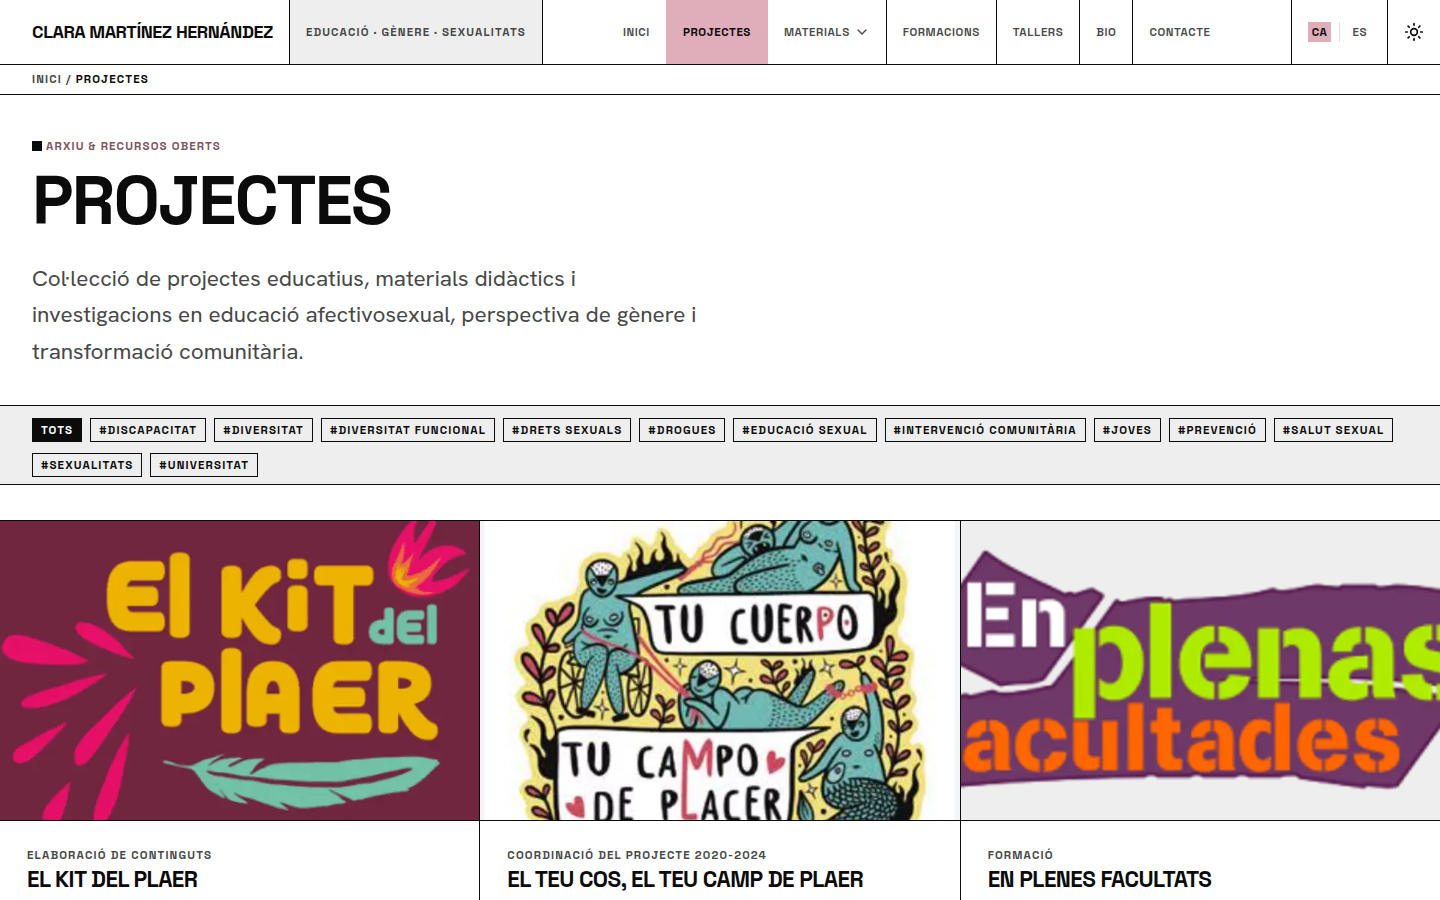 CLARA MARTÍNEZ HERNÁNDEZ
EDUCACIÓ · GÈNERE · SEXUALITATS
INICI
PROJECTES
MATERIALS
FORMACIONS
TALLERS
BIO
CONTACTE
CA
ES
INICI / PROJECTES
ARXIU & RECURSOS OBERTS
PROJECTES
Col·lecció de projectes educatius, materials didàctics i
investigacions en educació afectivosexual, perspectiva de gènere i
transformació comunitària.
TOTS #DISCAPACITAT #DIVERSITAT #DIVERSITAT FUNCIONAL #DRETS SEXUALS #DROGUES #EDUCACIÓ SEXUAL #INTERVENCIÓ COMUNITÀRIA #JOVES #PREVENCIÓ #SALUT SEXUAL
#SEXUALITATS #UNIVERSITAT
El KiT del
PlAER
TU CUERPO
TU CAMPO
DE PLACER
En
plenas
acultades
ELABORACIÓ DE CONTINGUTS
EL KIT DEL PLAER
COORDINACIÓ DEL PROJECTE 2020-2024
EL TEU COS, EL TEU CAMP DE PLAER
FORMACIÓ
EN PLENES FACULTATS